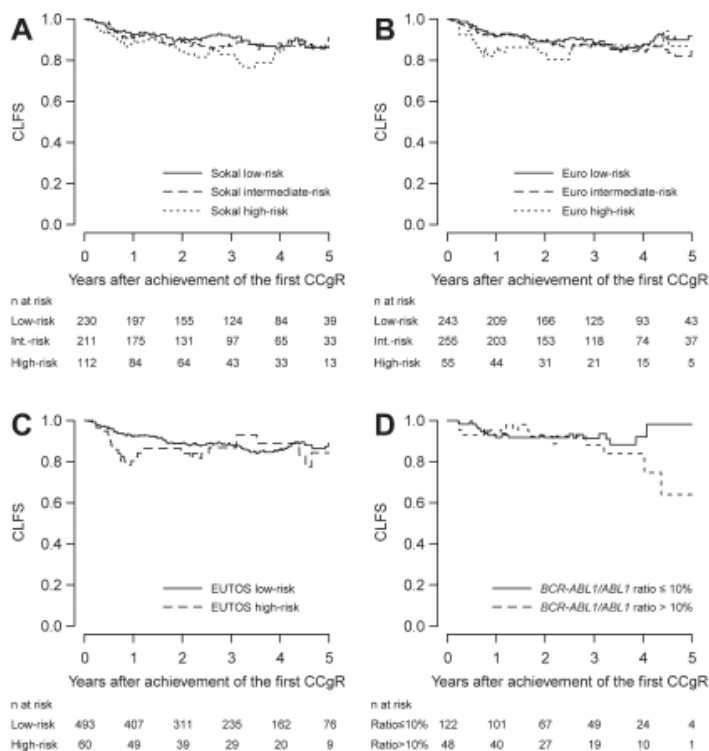 A
CLFS
1.0
0.8
0.6
0.4
0.2
0.0
Sokal low-risk
Sokal intermediate-risk
Sokal high-risk
0 1 2 3 4 5
Years after achievement of the first CCgR
n at risk
Low-risk 230 197 155 124 84 39
Int.-risk 211 175 131 97 65 33
High-risk 112 84 64 43 33 13
B
CLFS
1.0
0.8
0.6
0.4
0.2
0.0
Euro low-risk
Euro intermediate-risk
Euro high-risk
0 1 2 3 4 5
Years after achievement of the first CCgR
n at risk
Low-risk 243 209 166 125 93 43
Int.-risk 255 203 153 118 74 37
High-risk 55 44 31 21 15 5
C
CLFS
1.0
0.8
0.6
0.4
0.2
0.0
EUTOS low-risk
EUTOS high-risk
0 1 2 3 4 5
Years after achievement of the first CCgR
n at risk
Low-risk 493 407 311 235 162 76
High-risk 60 49 39 29 20 9
D
CLFS
1.0
0.8
0.6
0.4
0.2
0.0
BCR-ABL1/ABL1 ratio ≤ 10%
BCR-ABL1/ABL1 ratio > 10%
0 1 2 3 4 5
Years after achievement of the first CCgR
n at risk
Ratio≤10% 122 101 67 49 24 4
Ratio>10% 48 40 27 19 10 1